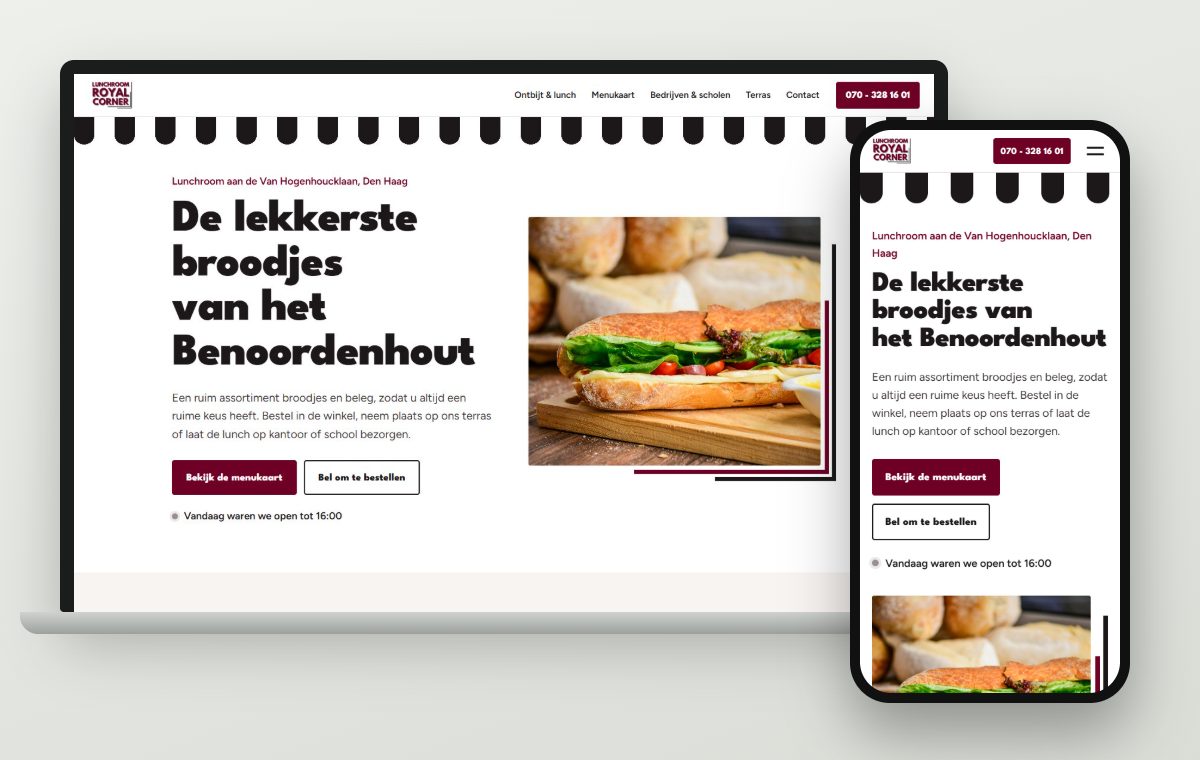 LUNCHROOM
ROYAL
CORNER
Ontbijt & lunch Menukaart Bedrijven & scholen Terras Contact 070 - 328 16 01
Lunchroom aan de Van Hogenhoucklaan, Den Haag
De lekkerste
broodjes
van het
Benoordenhout
Een ruim assortiment broodjes en beleg, zodat u altijd een
ruime keus heeft. Bestel in de winkel, neem plaats op ons terras
of laat de lunch op kantoor of school bezorgen.
Bekijk de menukaart Bel om te bestellen
Vandaag waren we open tot 16:00
LUNCHROOM
ROYAL
CORNER
070 - 328 16 01
Lunchroom aan de Van Hogenhoucklaan, Den
Haag
De lekkerste
broodjes van
het Benoordenhout
Een ruim assortiment broodjes en beleg, zodat
u altijd een ruime keus heeft. Bestel in de
winkel, neem plaats op ons terras of laat de
lunch op kantoor of school bezorgen.
Bekijk de menukaart
Bel om te bestellen
Vandaag waren we open tot 16:00